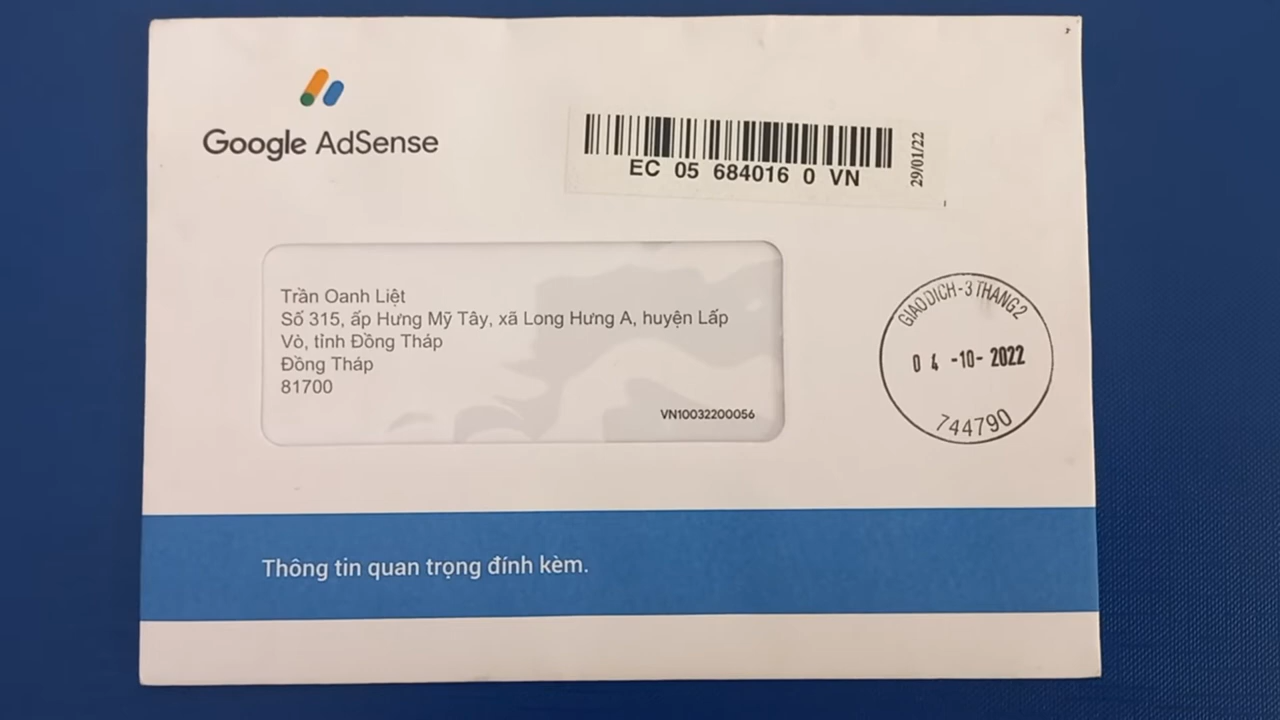 Google AdSense
EC 05 684016 0 VN
29/01/22
Trần Oanh Liệt
Số 315, ấp Hưng Mỹ Tây, xã Long Hưng A, huyện Lấp
Vò, tỉnh Đồng Tháp
Đồng Tháp
81700
VN10032200056
GIAO DICH - 3 THANG 2
04 -10- 2022
744790
Thông tin quan trọng đính kèm.